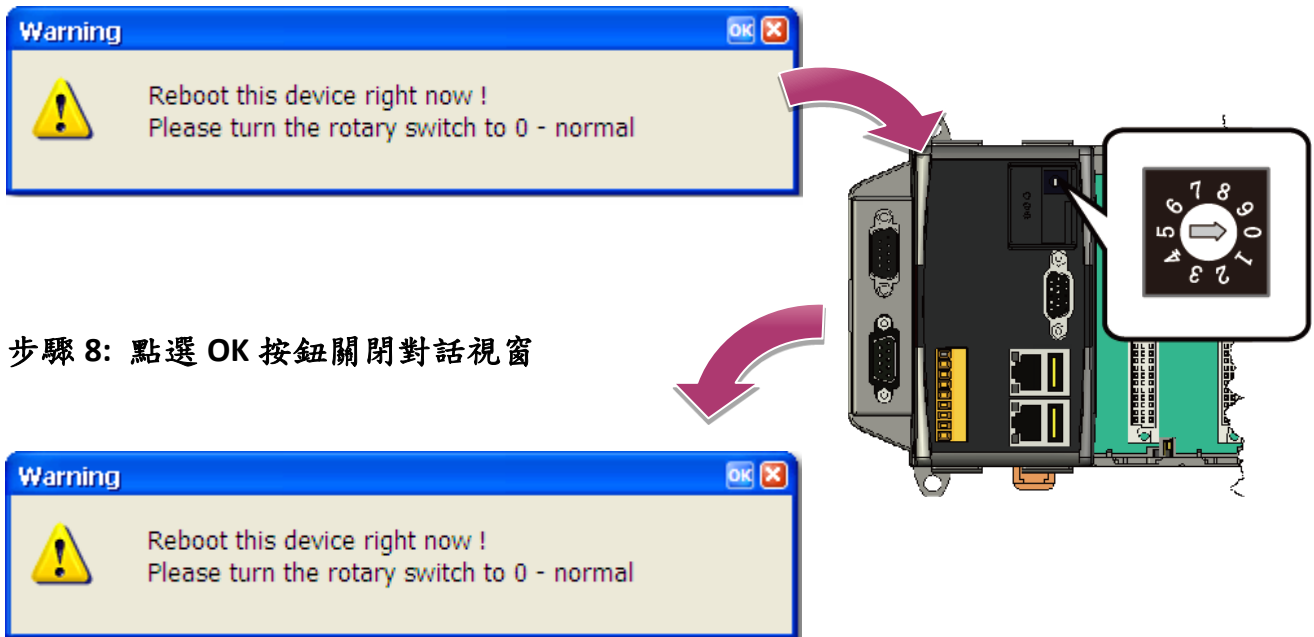 Warning
OK
Reboot this device right now !
Please turn the rotary switch to 0 - normal
7 8 9 0 1 2 3 4 5 6
步驟 8: 點選 OK 按鈕關閉對話視窗
Warning
OK
Reboot this device right now !
Please turn the rotary switch to 0 - normal